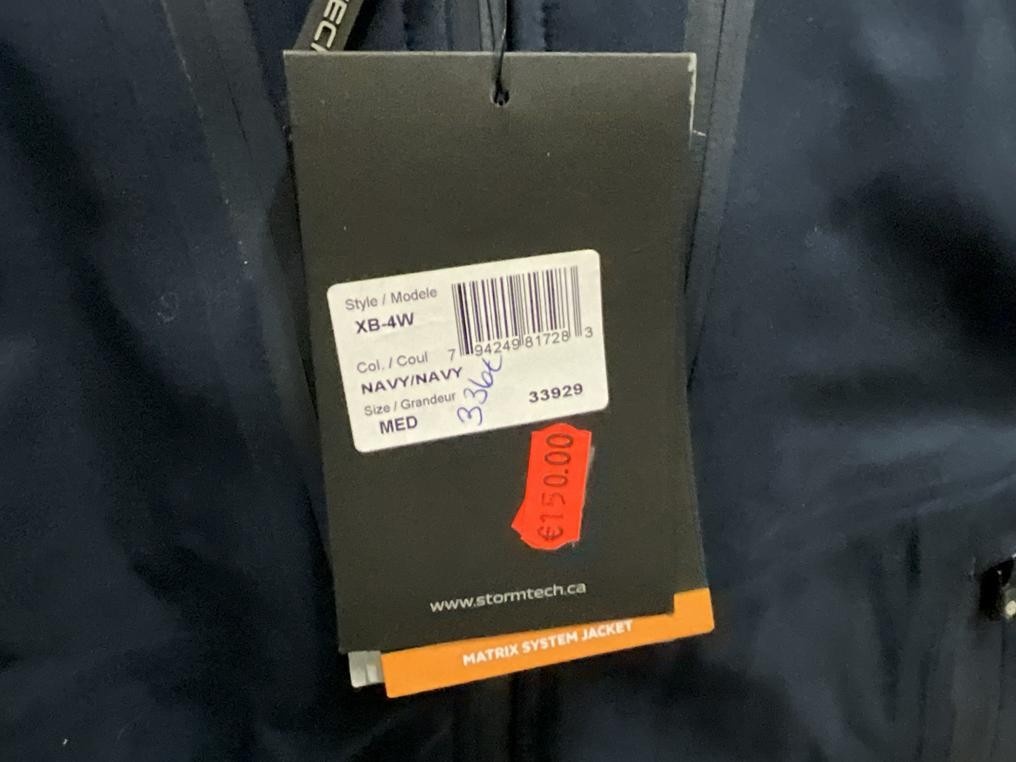 TECH
Style / Modele
XB-4W
7 94249 81728 3
Col. / Coul
NAVY/NAVY
Size / Grandeur
MED
336€
33929
€150.00
www.stormtech.ca
MATRIX SYSTEM JACKET